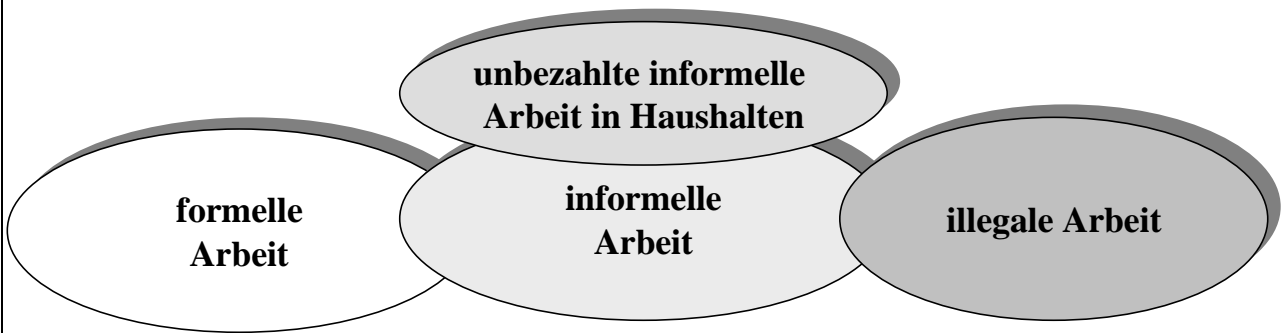 unbezahlte informelle
Arbeit in Haushalten
formelle
Arbeit
informelle
Arbeit
illegale Arbeit